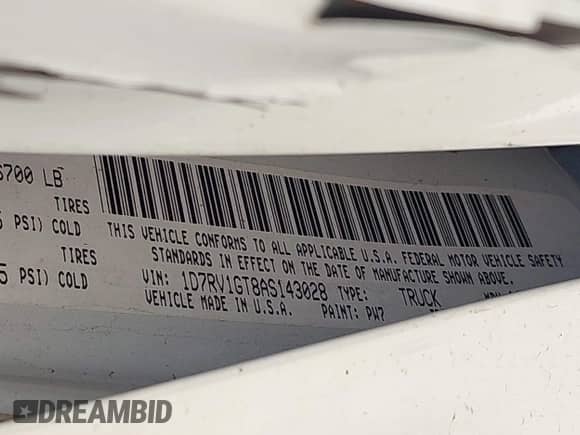 6700 LB
TIRES
PSI) COLD
TIRES
5 PSI) COLD
THIS VEHICLE CONFORMS TO ALL APPLICABLE U.S.A. FEDERAL MOTOR VEHICLE SAFETY
STANDARDS IN EFFECT ON THE DATE OF MANUFACTURE SHOWN ABOVE.
VIN: 1D7RV1GT8AS143028 TYPE: TRUCK
VEHICLE MADE IN U.S.A. PAINT: PW7
DREAMBID